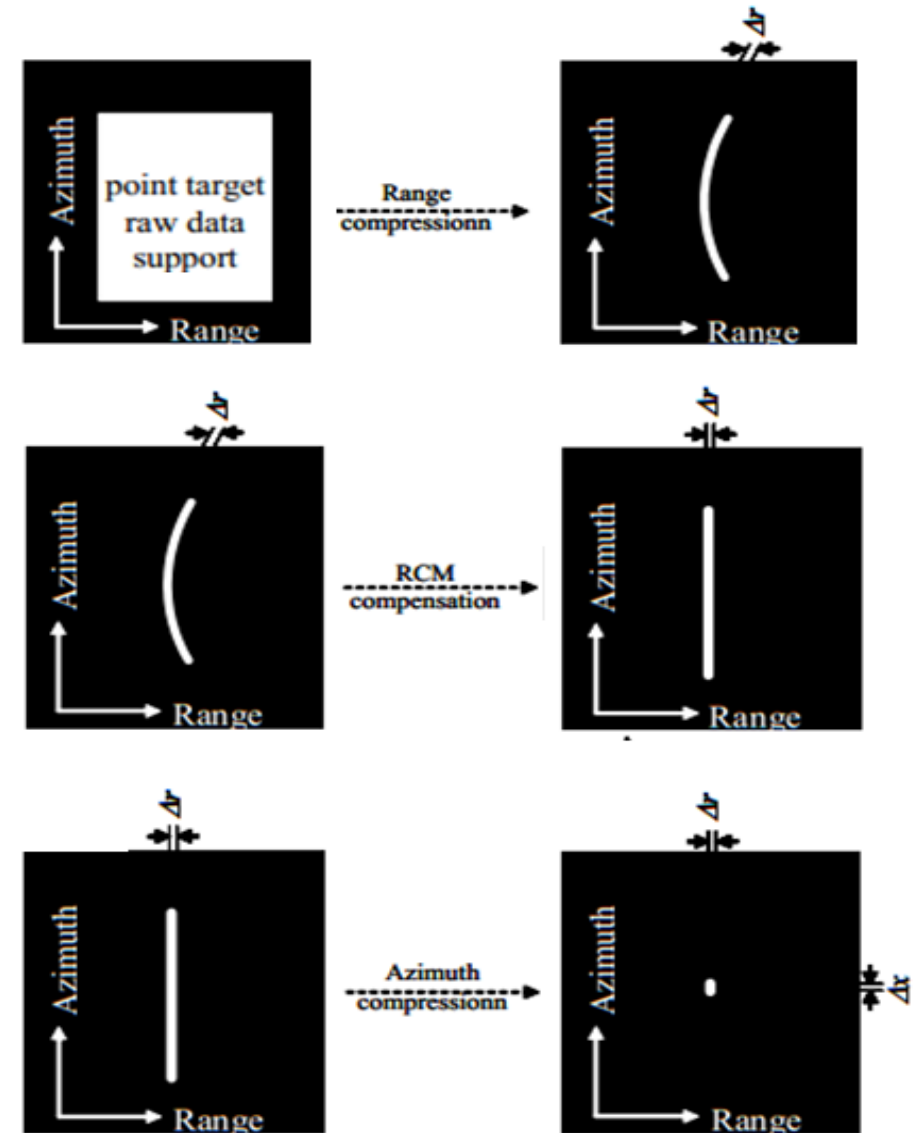 Δr
Azimuth
point target
raw data
support
Range
Range
compressionn
Azimuth
Range
Δr
Azimuth
Range
RCM
compensation
Δr
Azimuth
Range
Δr
Azimuth
Range
Azimuth
compressionn
Δr
Azimuth
Range
Δx